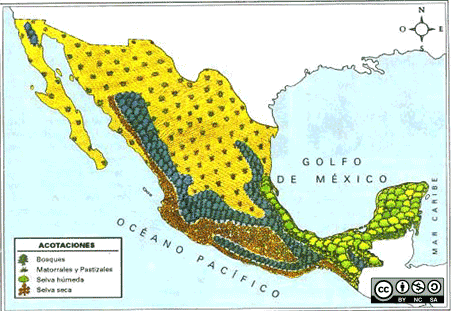 N
O
E
S
GOLFO
DE MÉXICO
MAR CARIBE
OCÉANO PACÍFICO
ACOTACIONES
Bosques
Matorrales y Pastizales
Selva húmeda
Selva seca
cc
BY NC SA